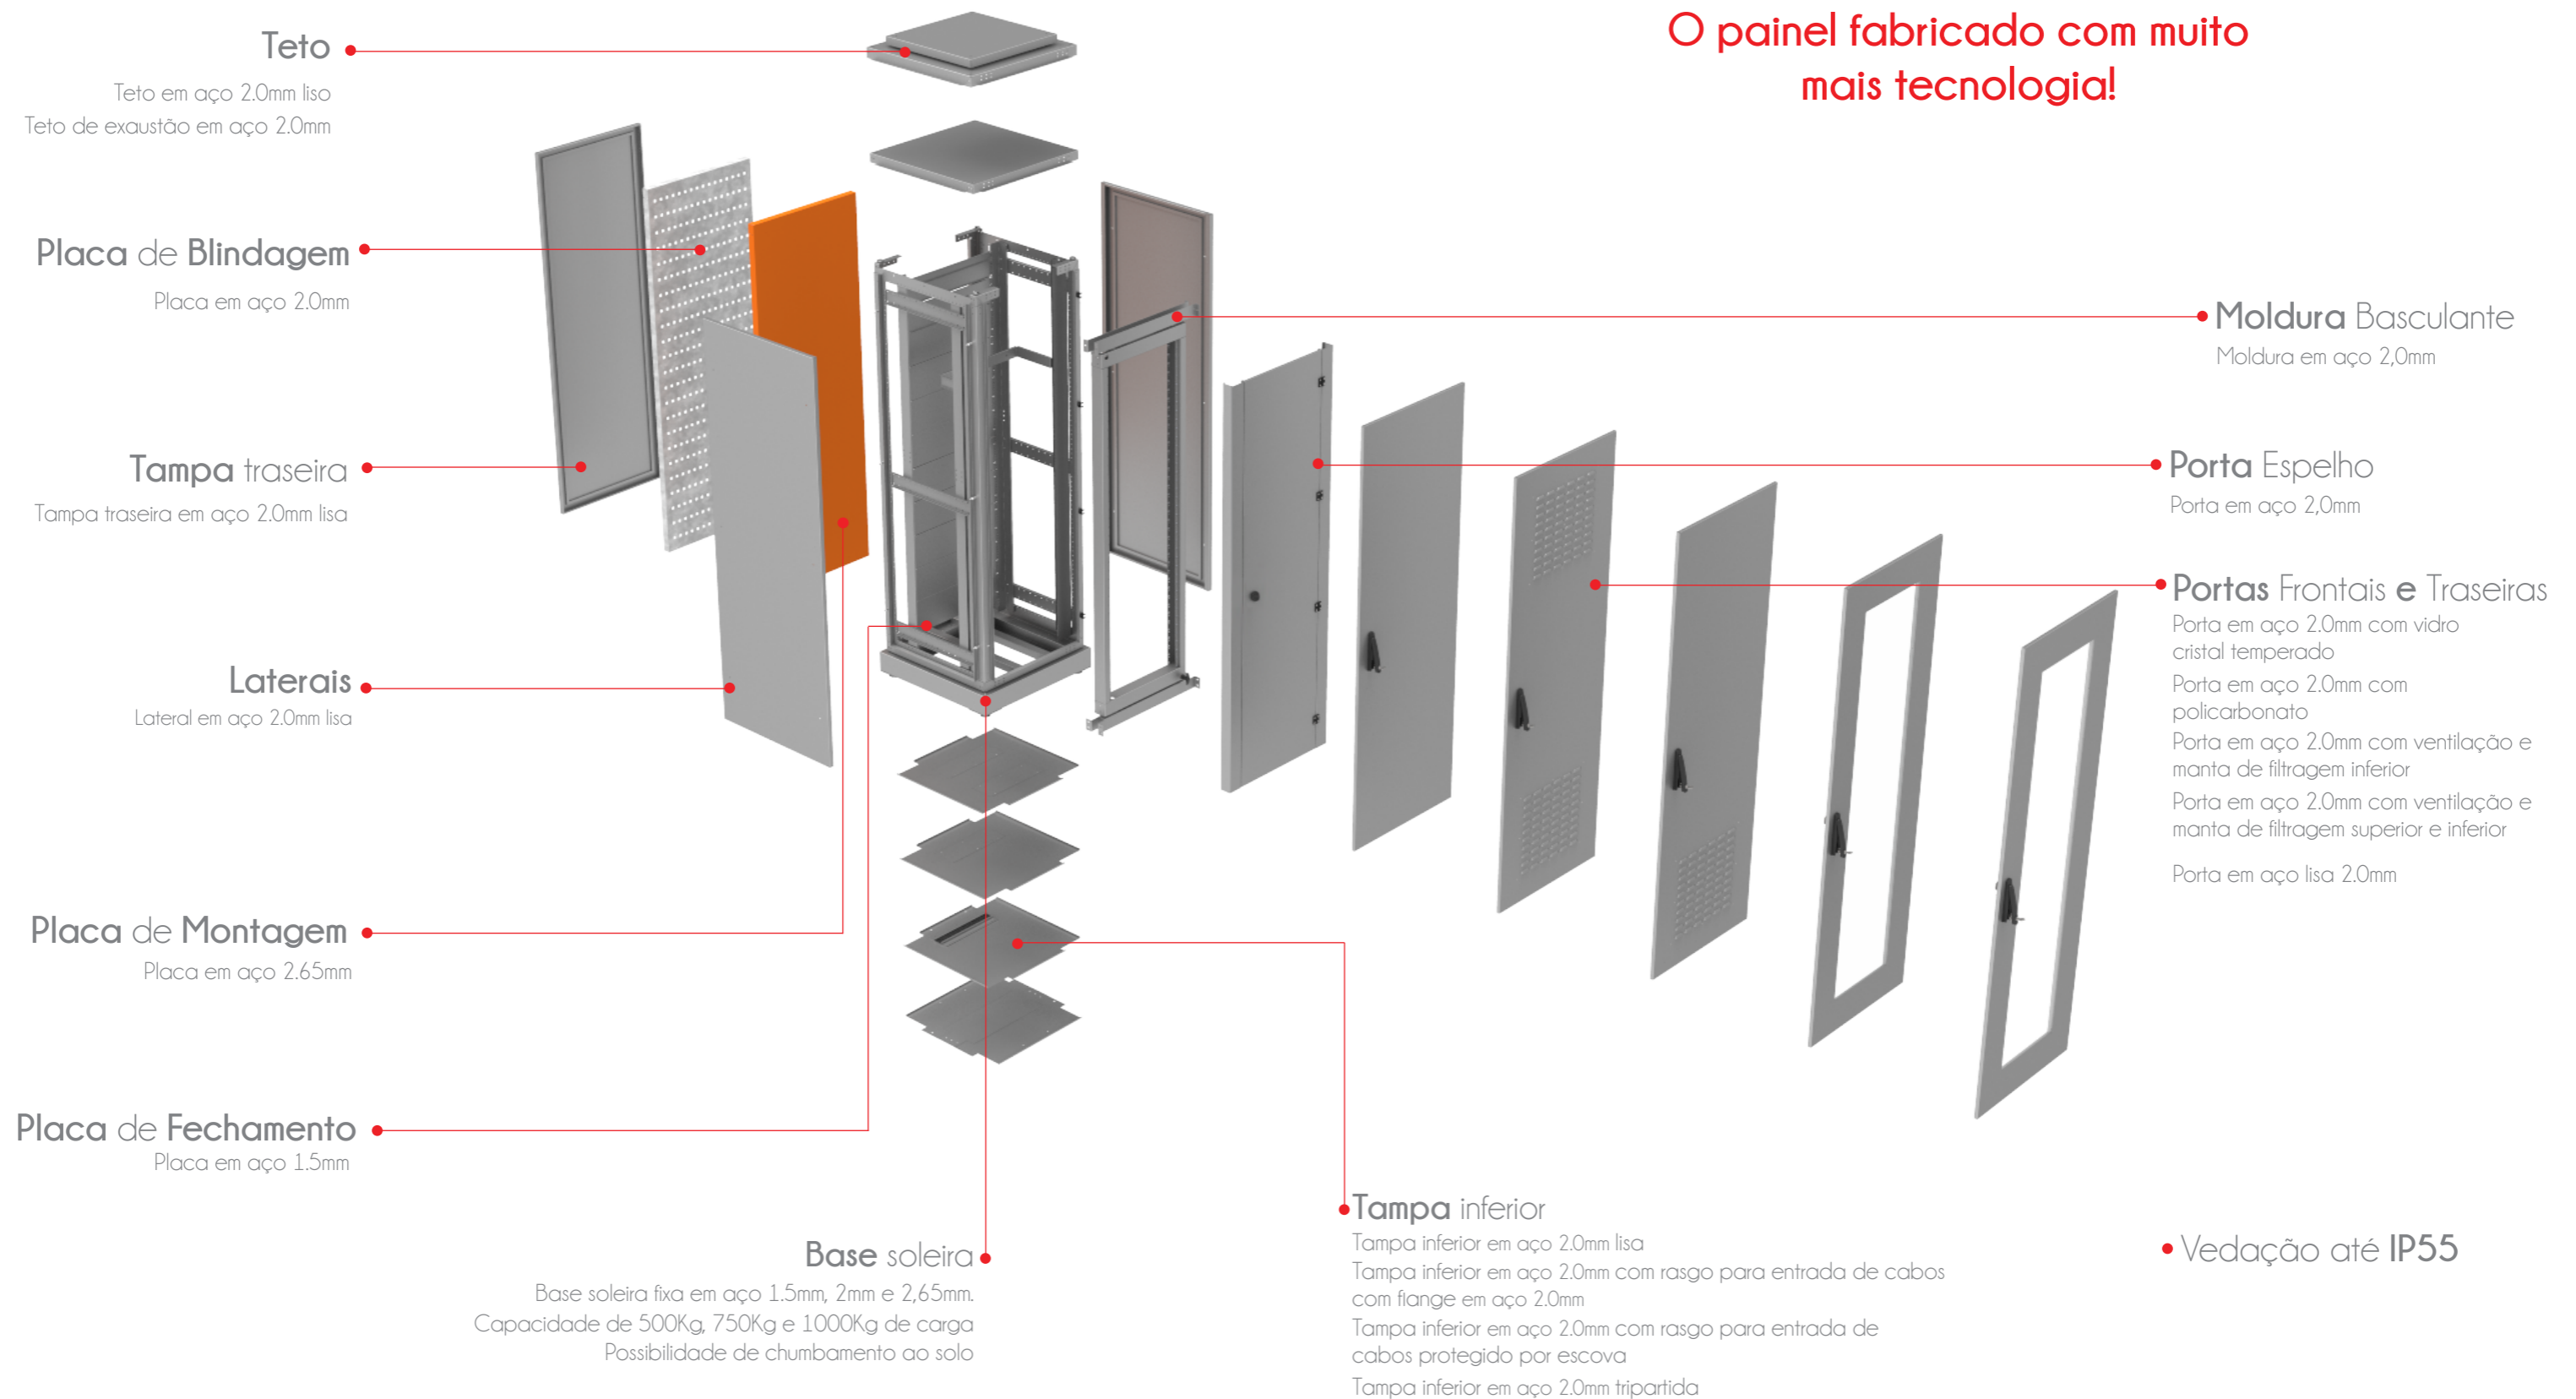 O painel fabricado com muito
mais tecnologia!
Teto
Teto em aço 2.0mm liso
Teto de exaustão em aço 2.0mm
Placa de Blindagem
Placa em aço 2.0mm
Tampa traseira
Tampa traseira em aço 2.0mm lisa
Laterais
Lateral em aço 2.0mm lisa
Placa de Montagem
Placa em aço 2.65mm
Placa de Fechamento
Placa em aço 1.5mm
Base soleira
Base soleira fixa em aço 1.5mm, 2mm e 2,65mm.
Capacidade de 500Kg, 750Kg e 1000Kg de carga
Possibilidade de chumbamento ao solo
Moldura Basculante
Moldura em aço 2,0mm
Porta Espelho
Porta em aço 2,0mm
Portas Frontais e Traseiras
Porta em aço 2.0mm com vidro
cristal temperado
Porta em aço 2.0mm com
policarbonato
Porta em aço 2.0mm com ventilação e
manta de filtragem inferior
Porta em aço 2.0mm com ventilação e
manta de filtragem superior e inferior
Porta em aço lisa 2.0mm
Tampa inferior
Tampa inferior em aço 2.0mm lisa
Tampa inferior em aço 2.0mm com rasgo para entrada de cabos
com flange em aço 2.0mm
Tampa inferior em aço 2.0mm com rasgo para entrada de
cabos protegido por escova
Tampa inferior em aço 2.0mm tripartida
Vedação até IP55